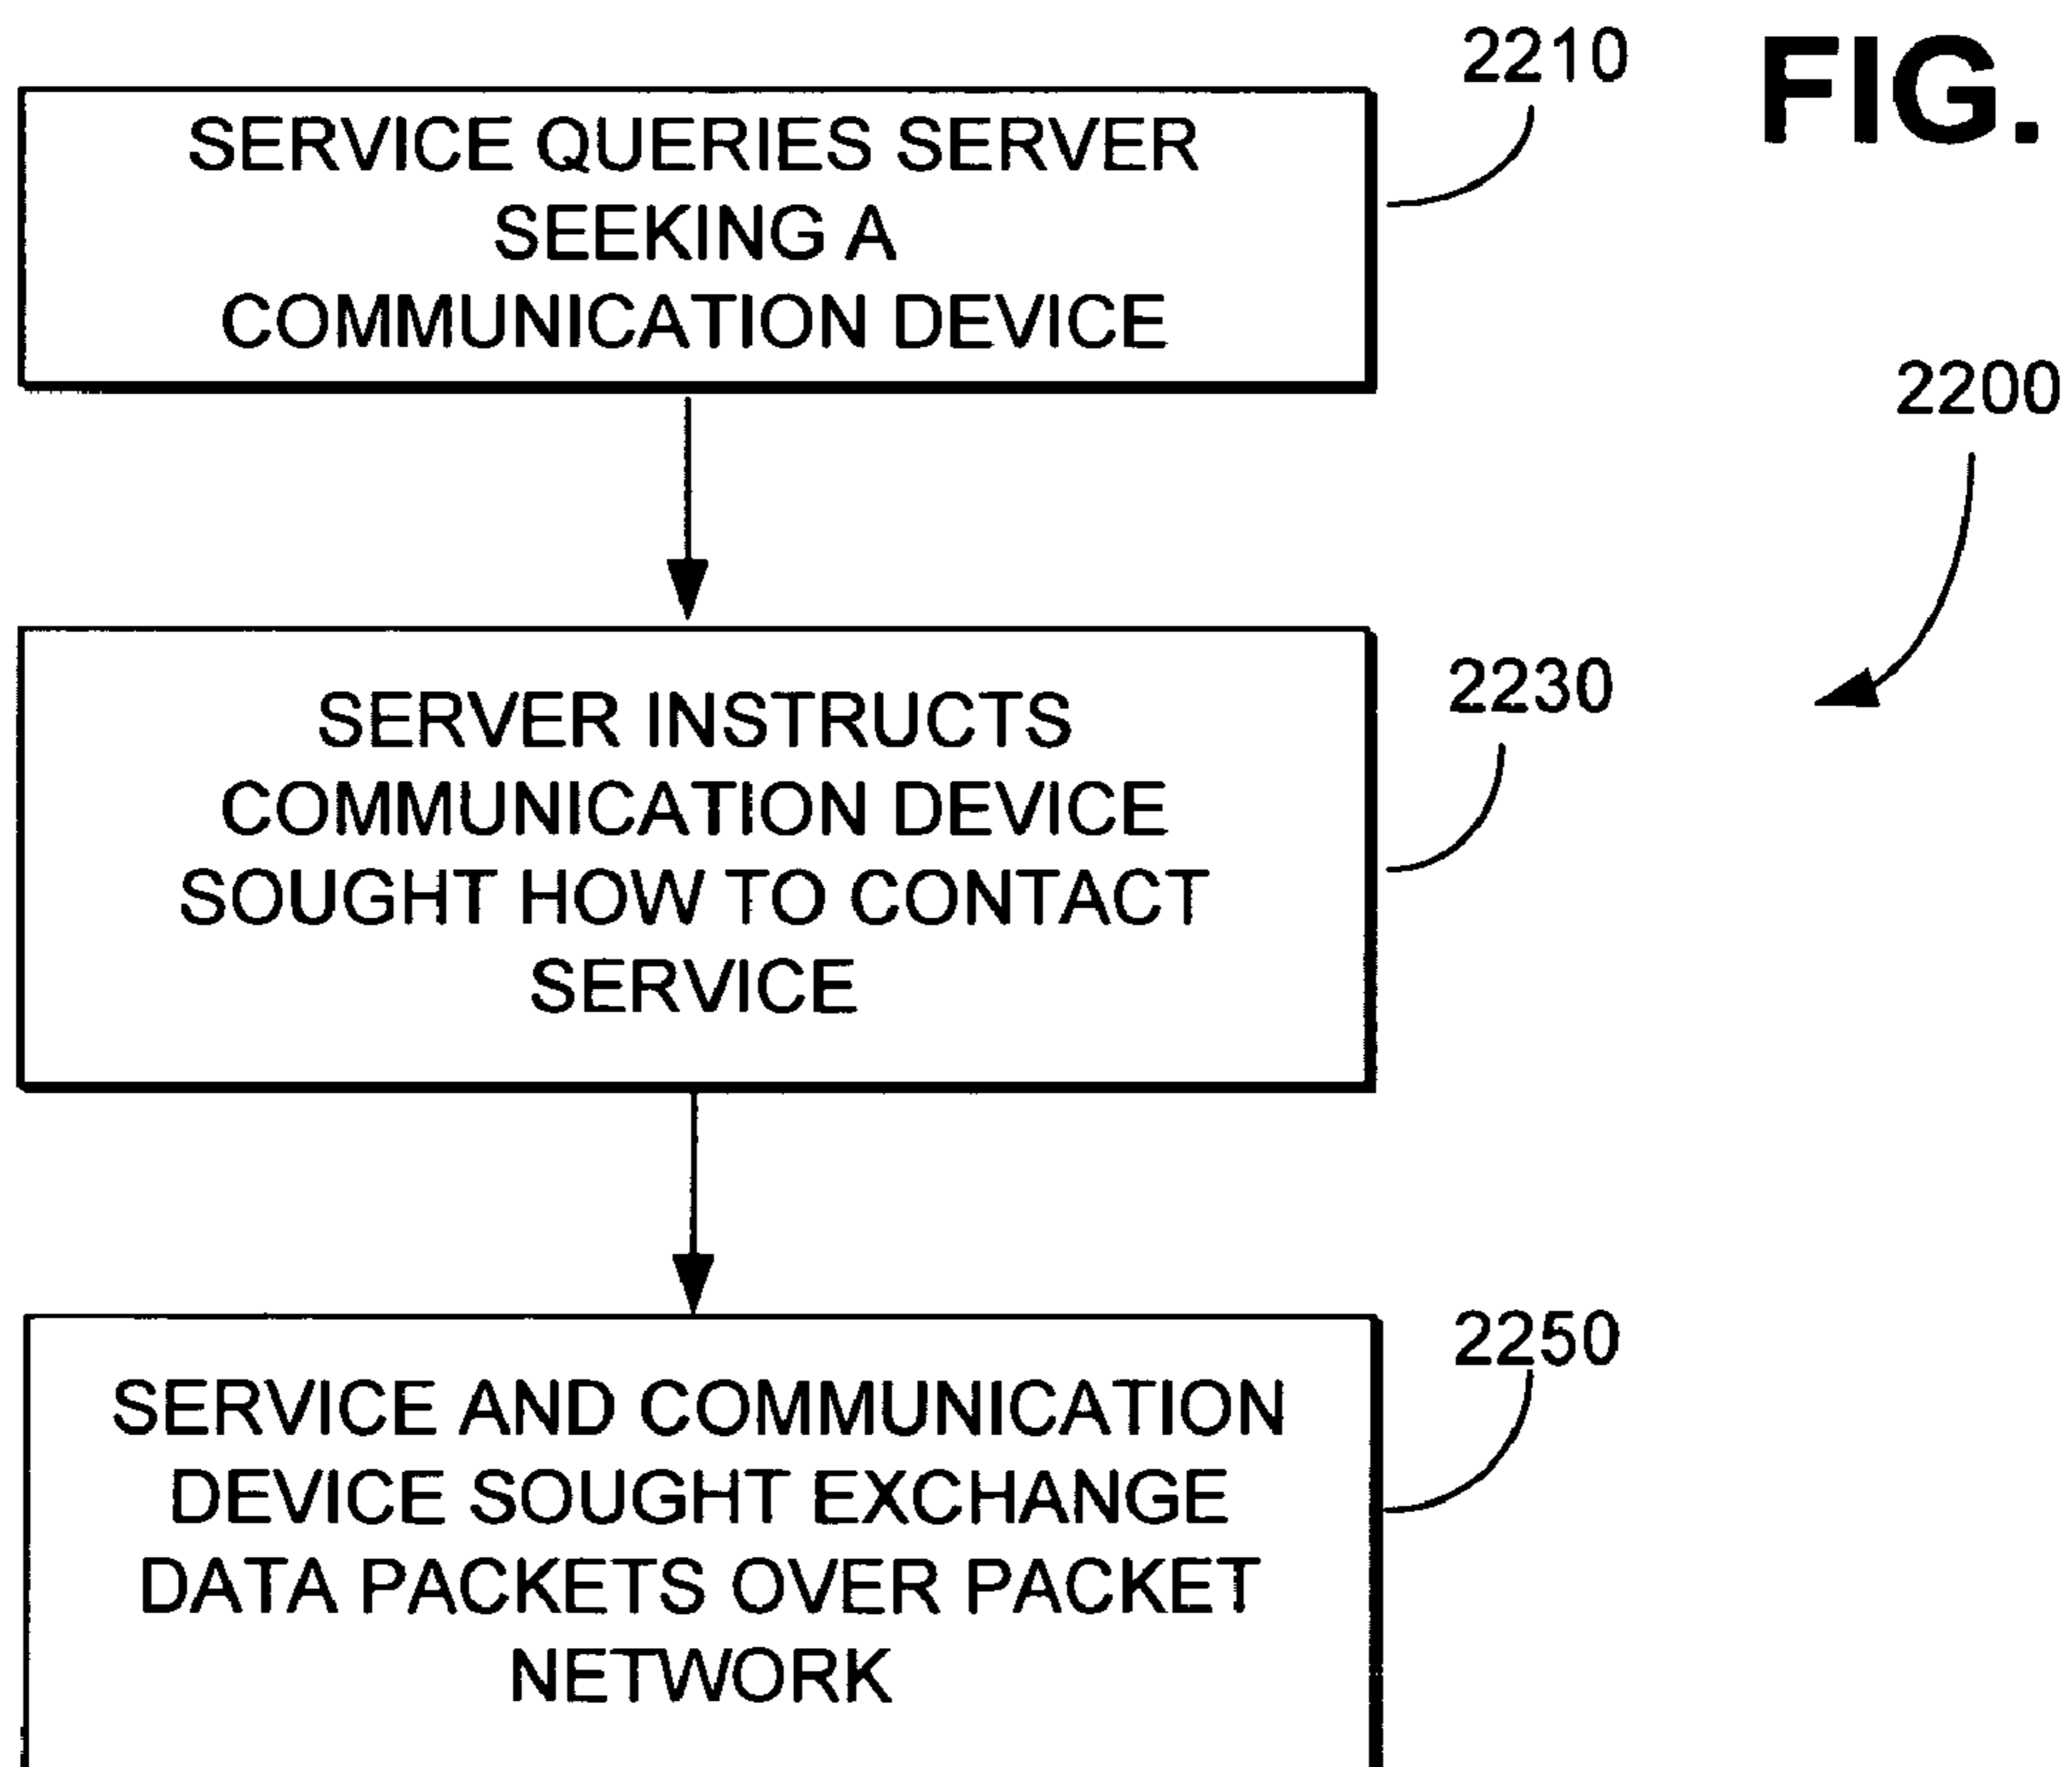 2210
FIG.
SERVICE QUERIES SERVER
SEEKING A
COMMUNICATION DEVICE
2200
2230
SERVER INSTRUCTS
COMMUNICATION DEVICE
SOUGHT HOW TO CONTACT
SERVICE
2250
SERVICE AND COMMUNICATION
DEVICE SOUGHT EXCHANGE
DATA PACKETS OVER PACKET
NETWORK